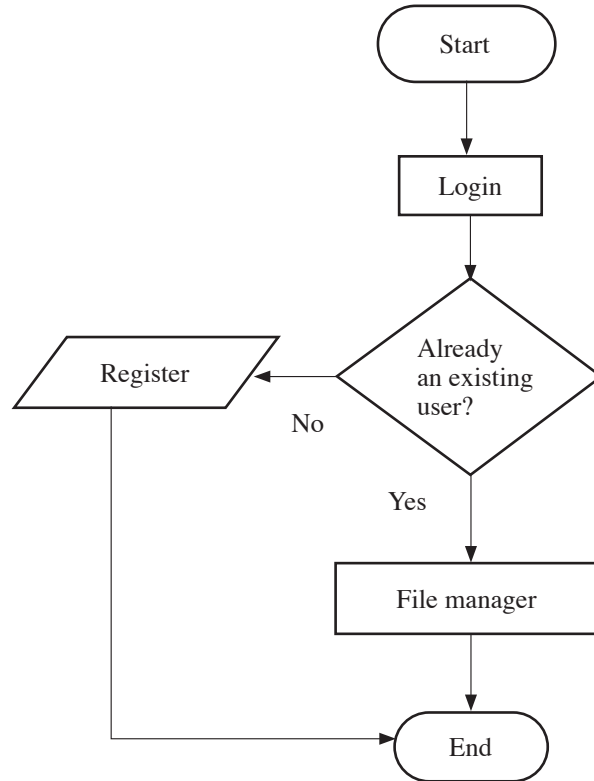 Start
Login
Already
an existing
user?
Register
No
Yes
File manager
End